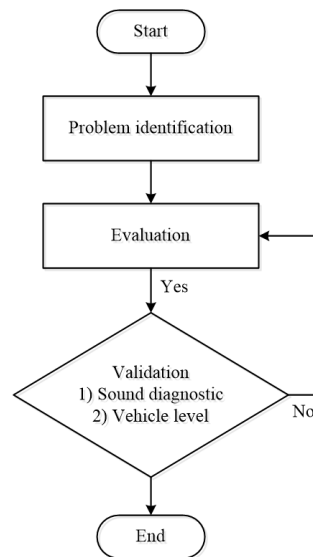 Start
Problem identification
Evaluation
Yes
Validation
1) Sound diagnostic
2) Vehicle level
No
End